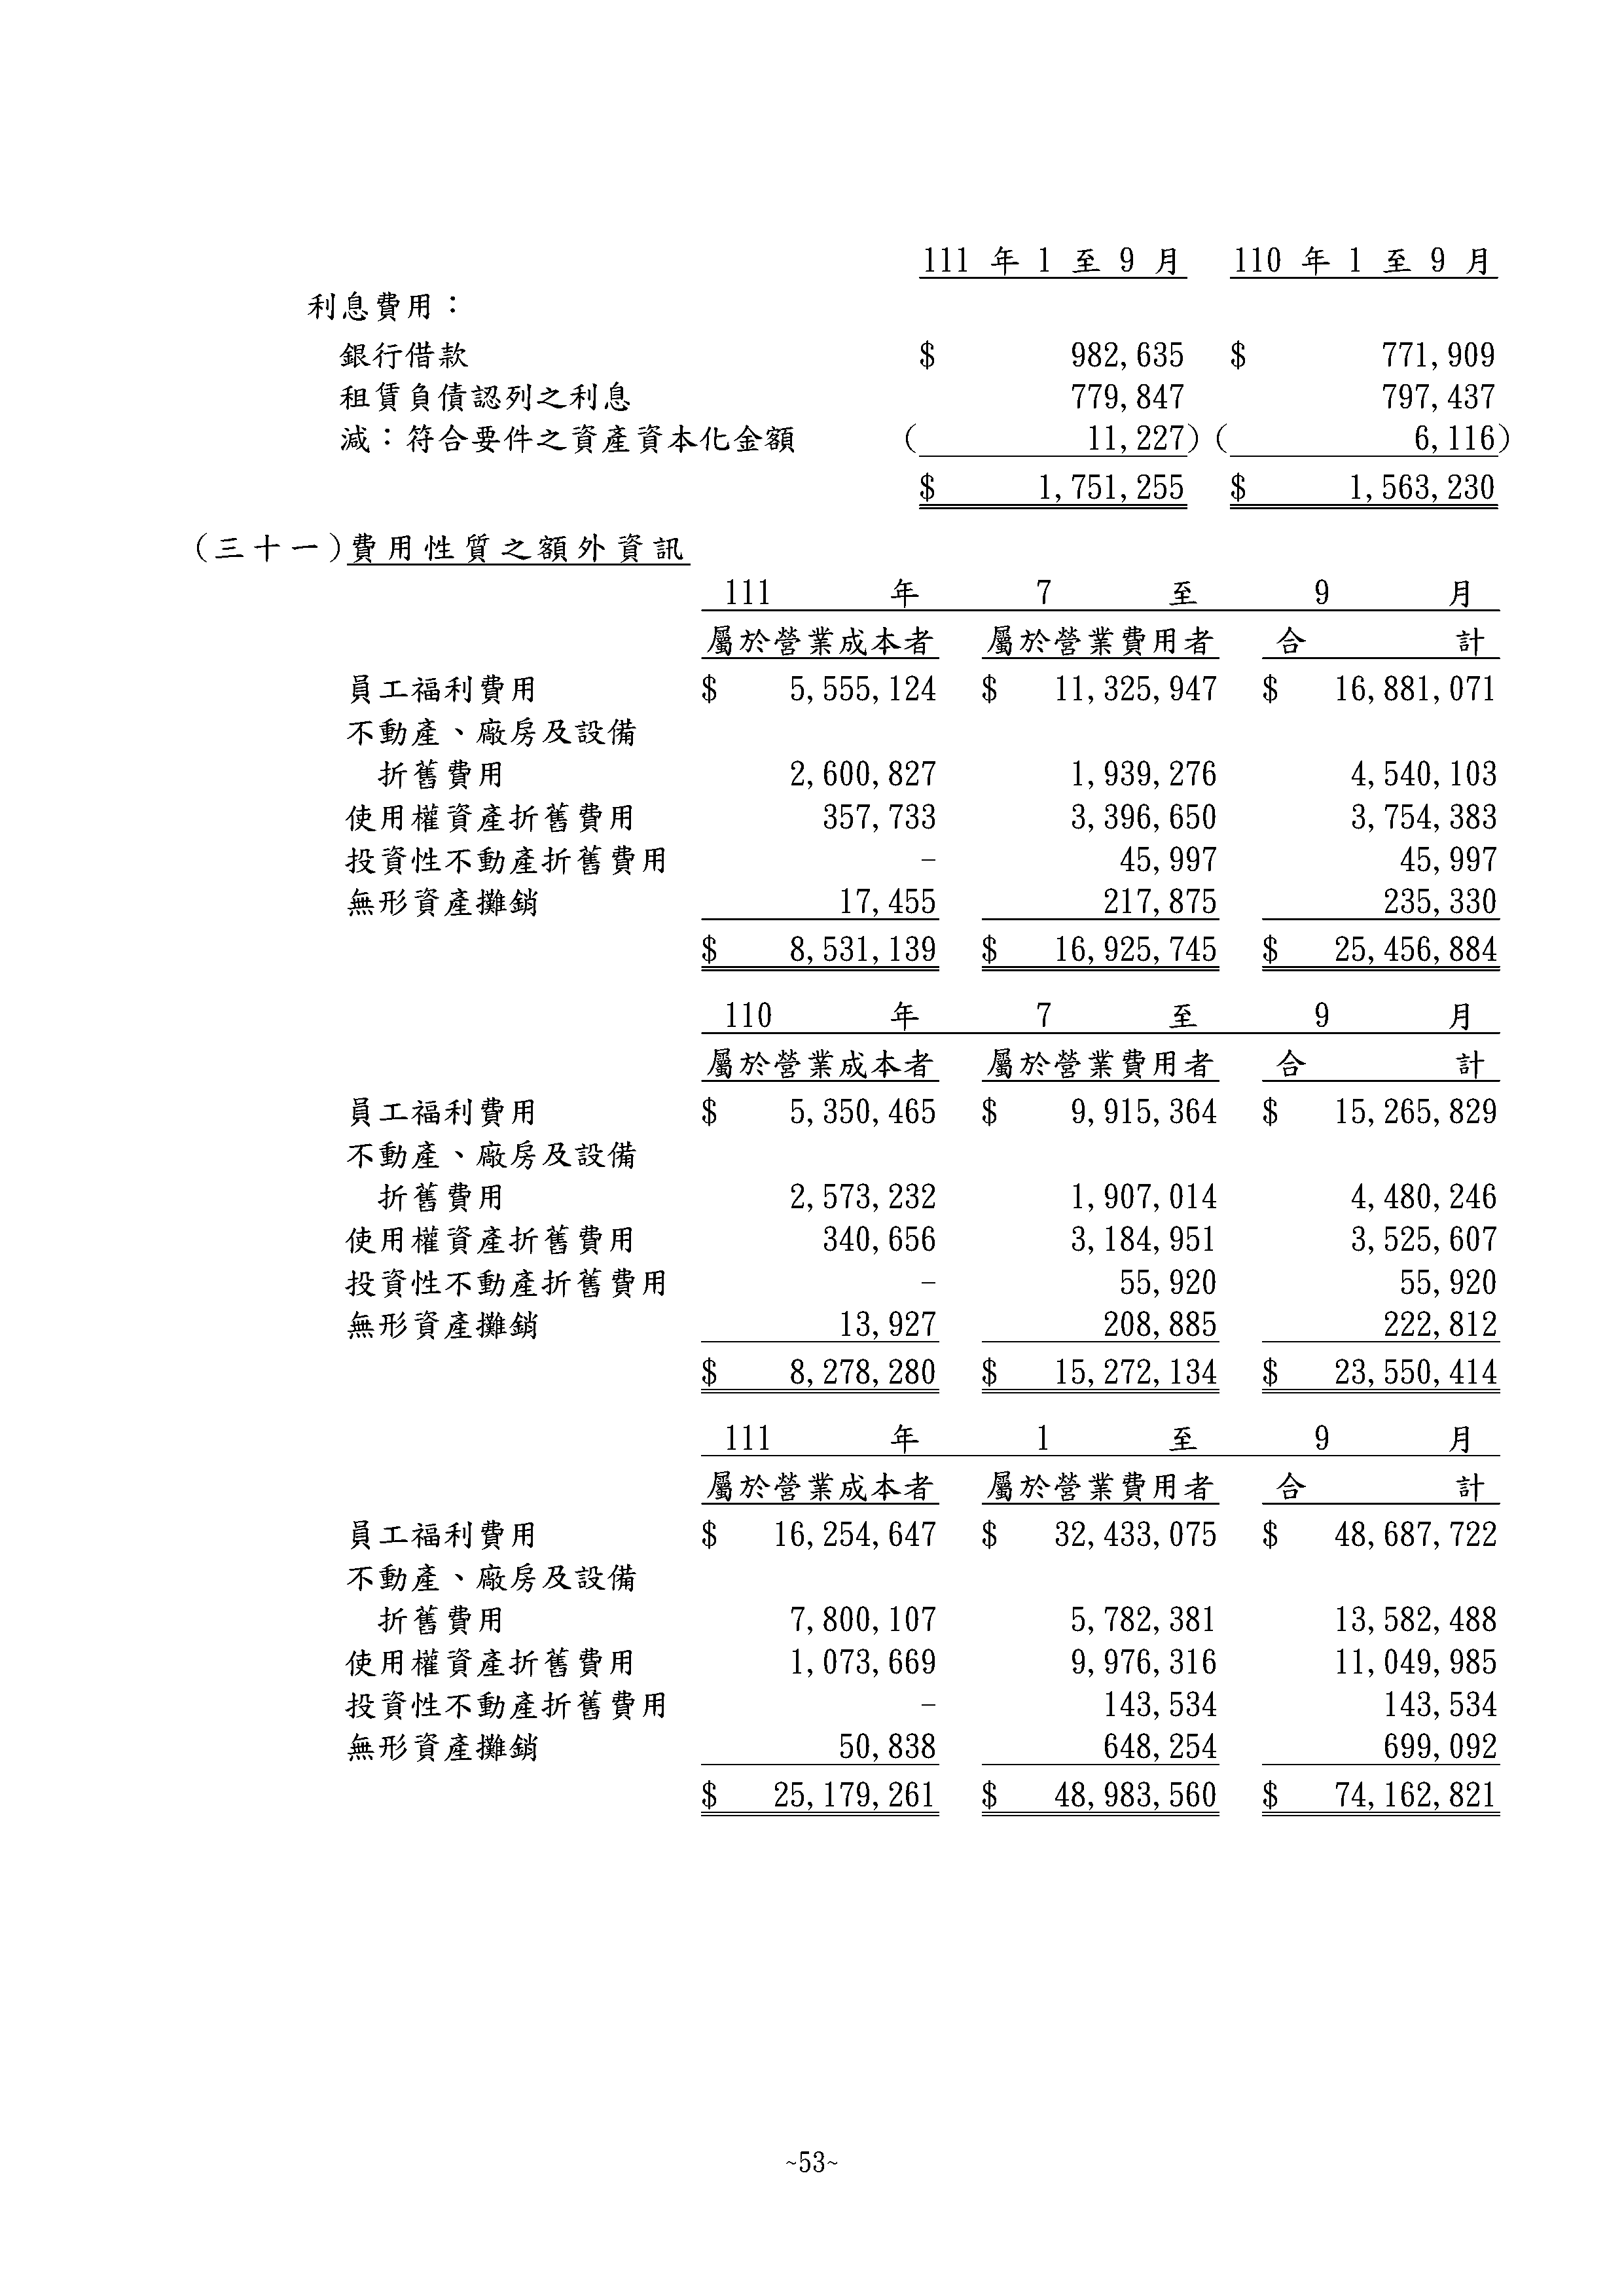 111 年 1 至 9 月 110 年 1 至 9 月
利息費用：
銀行借款 $ 982,635 $ 771,909
租賃負債認列之利息 779,847 797,437
減：符合要件之資產資本化金額 ( 11,227) ( 6,116)
$ 1,751,255 $ 1,563,230
(三十一)費用性質之額外資訊
111 年 7 至 9 月
屬於營業成本者 屬於營業費用者 合計
員工福利費用 $ 5,555,124 $ 11,325,947 $ 16,881,071
不動產、廠房及設備
折舊費用 2,600,827 1,939,276 4,540,103
使用權資產折舊費用 357,733 3,396,650 3,754,383
投資性不動產折舊費用 - 45,997 45,997
無形資產攤銷 17,455 217,875 235,330
$ 8,531,139 $ 16,925,745 $ 25,456,884
110 年 7 至 9 月
屬於營業成本者 屬於營業費用者 合計
員工福利費用 $ 5,350,465 $ 9,915,364 $ 15,265,829
不動產、廠房及設備
折舊費用 2,573,232 1,907,014 4,480,246
使用權資產折舊費用 340,656 3,184,951 3,525,607
投資性不動產折舊費用 - 55,920 55,920
無形資產攤銷 13,927 208,885 222,812
$ 8,278,280 $ 15,272,134 $ 23,550,414
111 年 1 至 9 月
屬於營業成本者 屬於營業費用者 合計
員工福利費用 $ 16,254,647 $ 32,433,075 $ 48,687,722
不動產、廠房及設備
折舊費用 7,800,107 5,782,381 13,582,488
使用權資產折舊費用 1,073,669 9,976,316 11,049,985
投資性不動產折舊費用 - 143,534 143,534
無形資產攤銷 50,838 648,254 699,092
$ 25,179,261 $ 48,983,560 $ 74,162,821
~53~